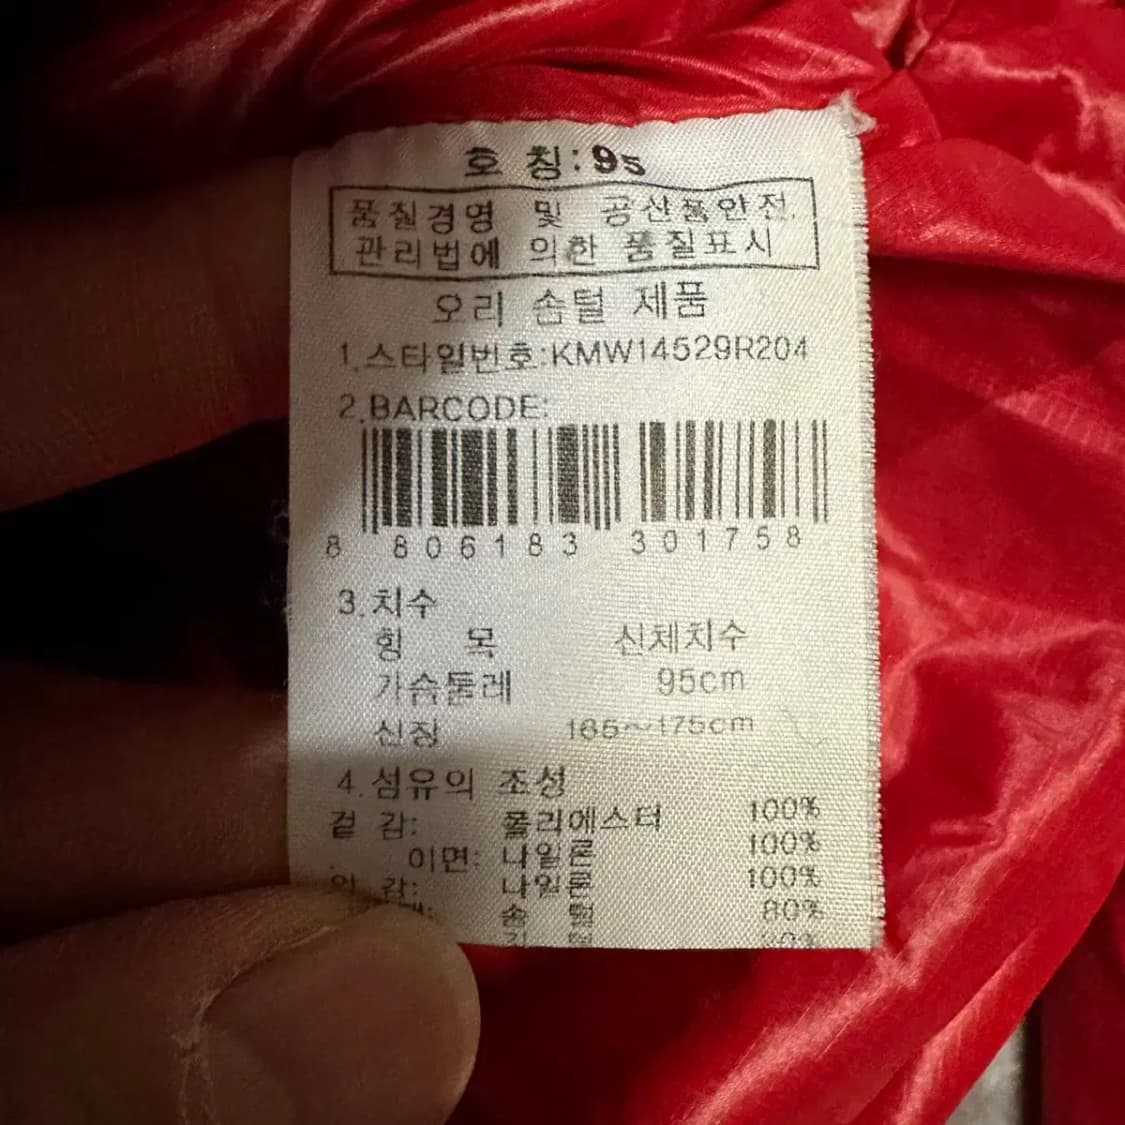 호 칭:95
품질경영 및 공산품안전
관리법에 의한 품질표시
오리 솜털 제품
1.스타일번호:KMW14529R204
2.BARCODE:
8 806183 301758
3.치수
항 목 신체치수
가슴둘레 95cm
신장 165~175cm
4.섬유의 조성
겉 감: 폴리에스터 100%
이면: 나일론 100%
안 감: 나일론 100%
솜 털 80%